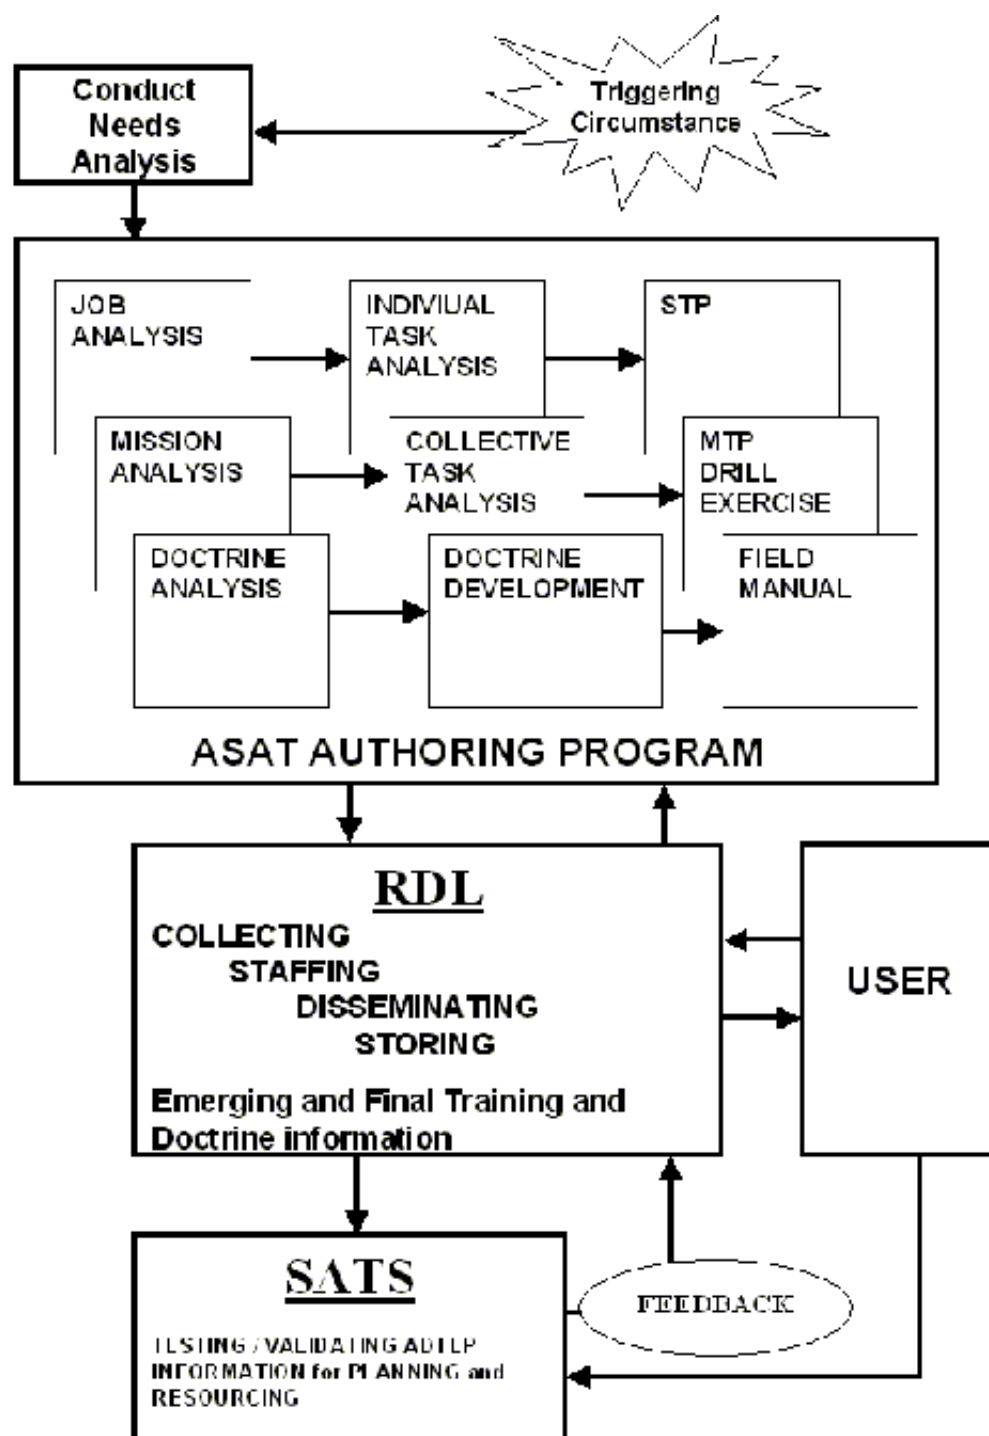 Conduct
Needs
Analysis
Triggering
Circumstance
JOB
ANALYSIS
INDIVIUAL
TASK
ANALYSIS
STP
MISSION
ANALYSIS
COLLECTIVE
TASK
ANALYSIS
MTP
DRILL
EXERCISE
DOCTRINE
ANALYSIS
DOCTRINE
DEVELOPMENT
FIELD
MANUAL
ASAT AUTHORING PROGRAM
RDL
COLLECTING
STAFFING
DISSEMINATING
STORING
Emerging and Final Training and
Doctrine information
USER
SATS
FEEDBACK
TESTING / VALIDATING
INFORMATION for PLANNING and
RESOURCING